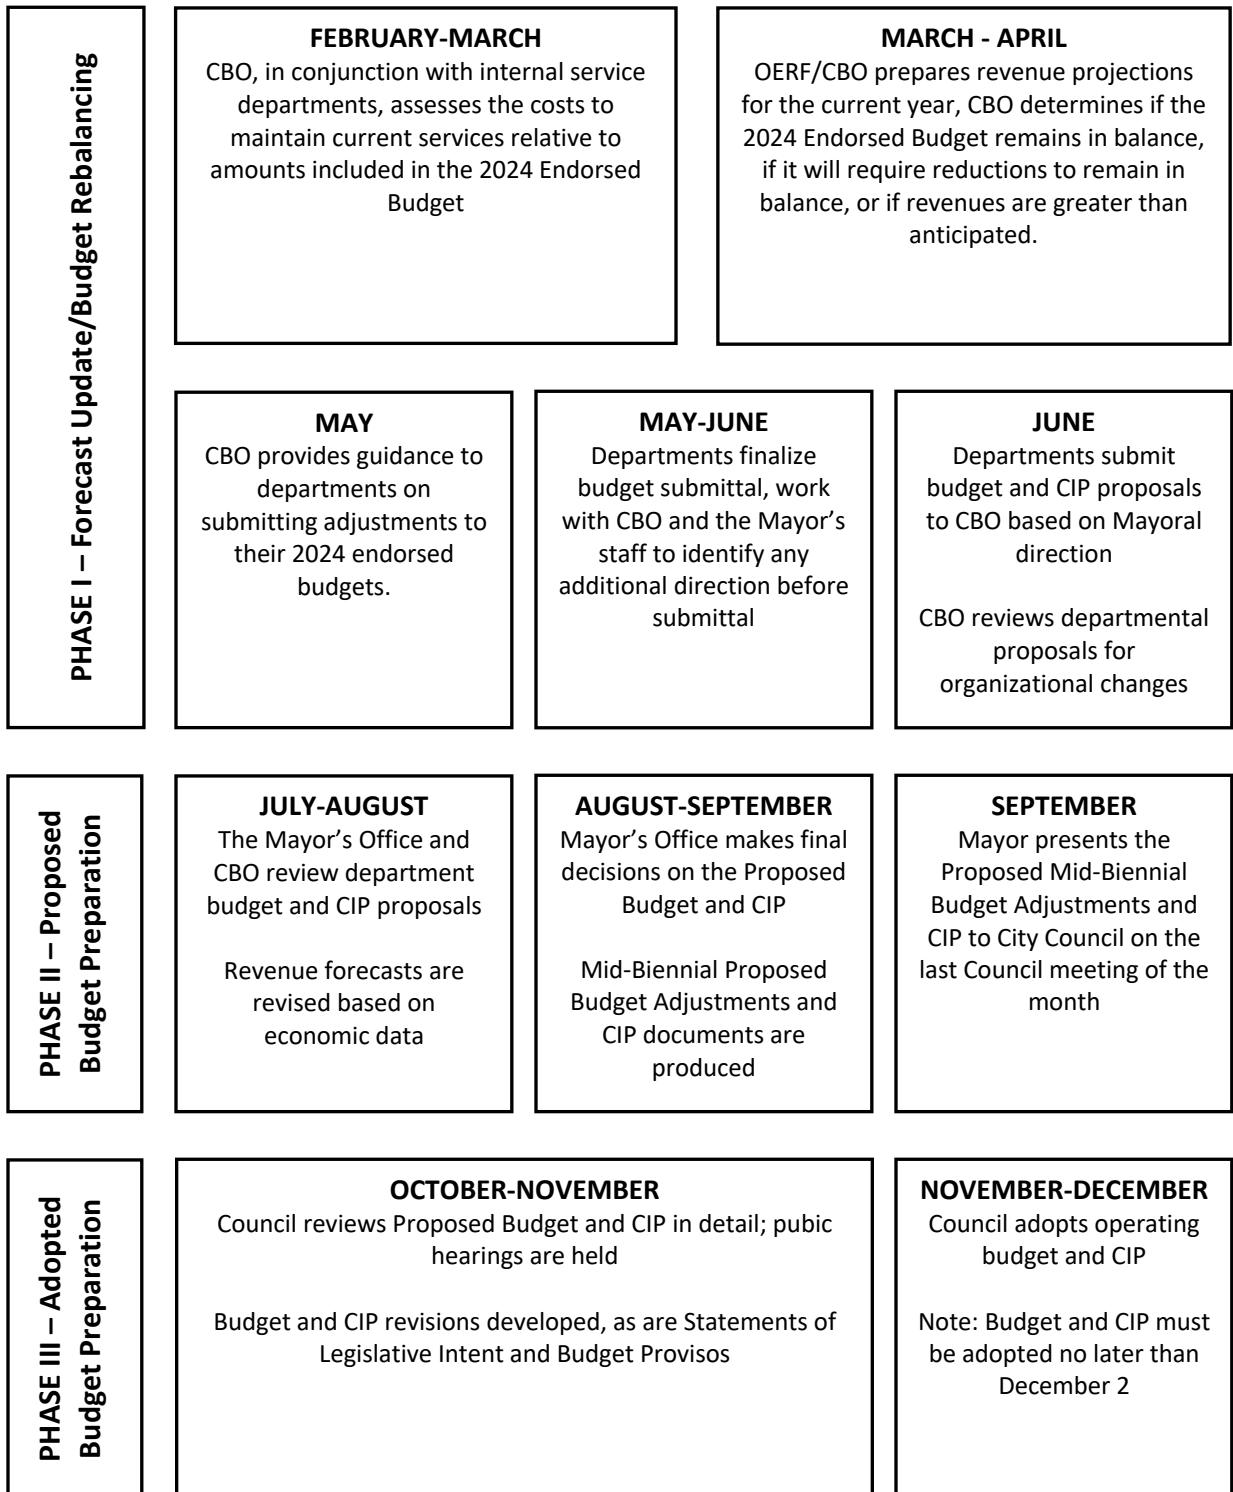 PHASE I – Forecast Update/Budget Rebalancing
FEBRUARY-MARCH
CBO, in conjunction with internal service
departments, assesses the costs to
maintain current services relative to
amounts included in the 2024 Endorsed
Budget
MARCH - APRIL
OERF/CBO prepares revenue projections
for the current year, CBO determines if the
2024 Endorsed Budget remains in balance,
if it will require reductions to remain in
balance, or if revenues are greater than
anticipated.
MAY
CBO provides guidance to
departments on
submitting adjustments to
their 2024 endorsed
budgets.
MAY-JUNE
Departments finalize
budget submittal, work
with CBO and the Mayor’s
staff to identify any
additional direction before
submittal
JUNE
Departments submit
budget and CIP proposals
to CBO based on Mayoral
direction
CBO reviews departmental
proposals for
organizational changes
PHASE II – Proposed
Budget Preparation
JULY-AUGUST
The Mayor’s Office and
CBO review department
budget and CIP proposals
Revenue forecasts are
revised based on
economic data
AUGUST-SEPTEMBER
Mayor’s Office makes final
decisions on the Proposed
Budget and CIP
Mid-Biennial Proposed
Budget Adjustments and
CIP documents are
produced
SEPTEMBER
Mayor presents the
Proposed Mid-Biennial
Budget Adjustments and
CIP to City Council on the
last Council meeting of the
month
PHASE III – Adopted
Budget Preparation
OCTOBER-NOVEMBER
Council reviews Proposed Budget and CIP in detail; pubic
hearings are held
Budget and CIP revisions developed, as are Statements of
Legislative Intent and Budget Provisos
NOVEMBER-DECEMBER
Council adopts operating
budget and CIP
Note: Budget and CIP must
be adopted no later than
December 2